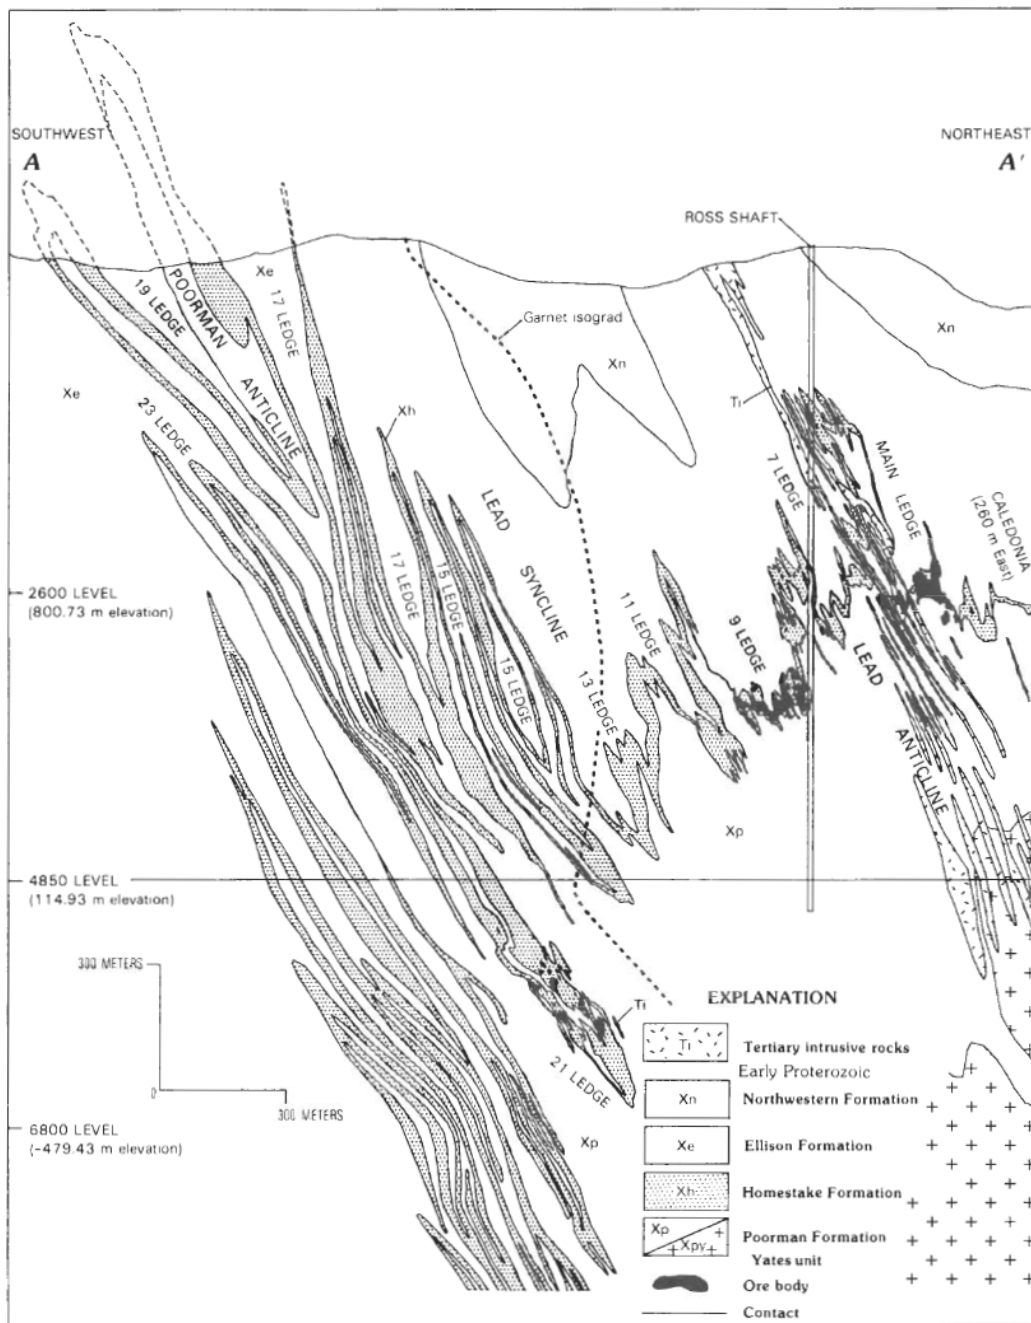 SOUTHWEST
A
NORTHEAST
A'
ROSS SHAFT
Xe
17 LEDGE
POORMAN
ANTICLINE
19 LEDGE
Garnet isograd
Xn
Xn
Xe
23 LEDGE
Xh
Ti
7 LEDGE
MAIN LEDGE
CALEDONIA
(260 m East)
LEAD
SYNCLINE
17 LEDGE
15 LEDGE
15 LEDGE
13 LEDGE
11 LEDGE
9 LEDGE
LEAD
ANTICLINE
2600 LEVEL
(800.73 m elevation)
Xp
4850 LEVEL
(114.93 m elevation)
300 METERS
0
300 METERS
Ti
21 LEDGE
6800 LEVEL
(-479.43 m elevation)
Xp
EXPLANATION
Ti Tertiary intrusive rocks
Early Proterozoic
Xn Northwestern Formation
Xe Ellison Formation
Xh Homestake Formation
Xp Xpy Poorman Formation
Yates unit
Ore body
Contact